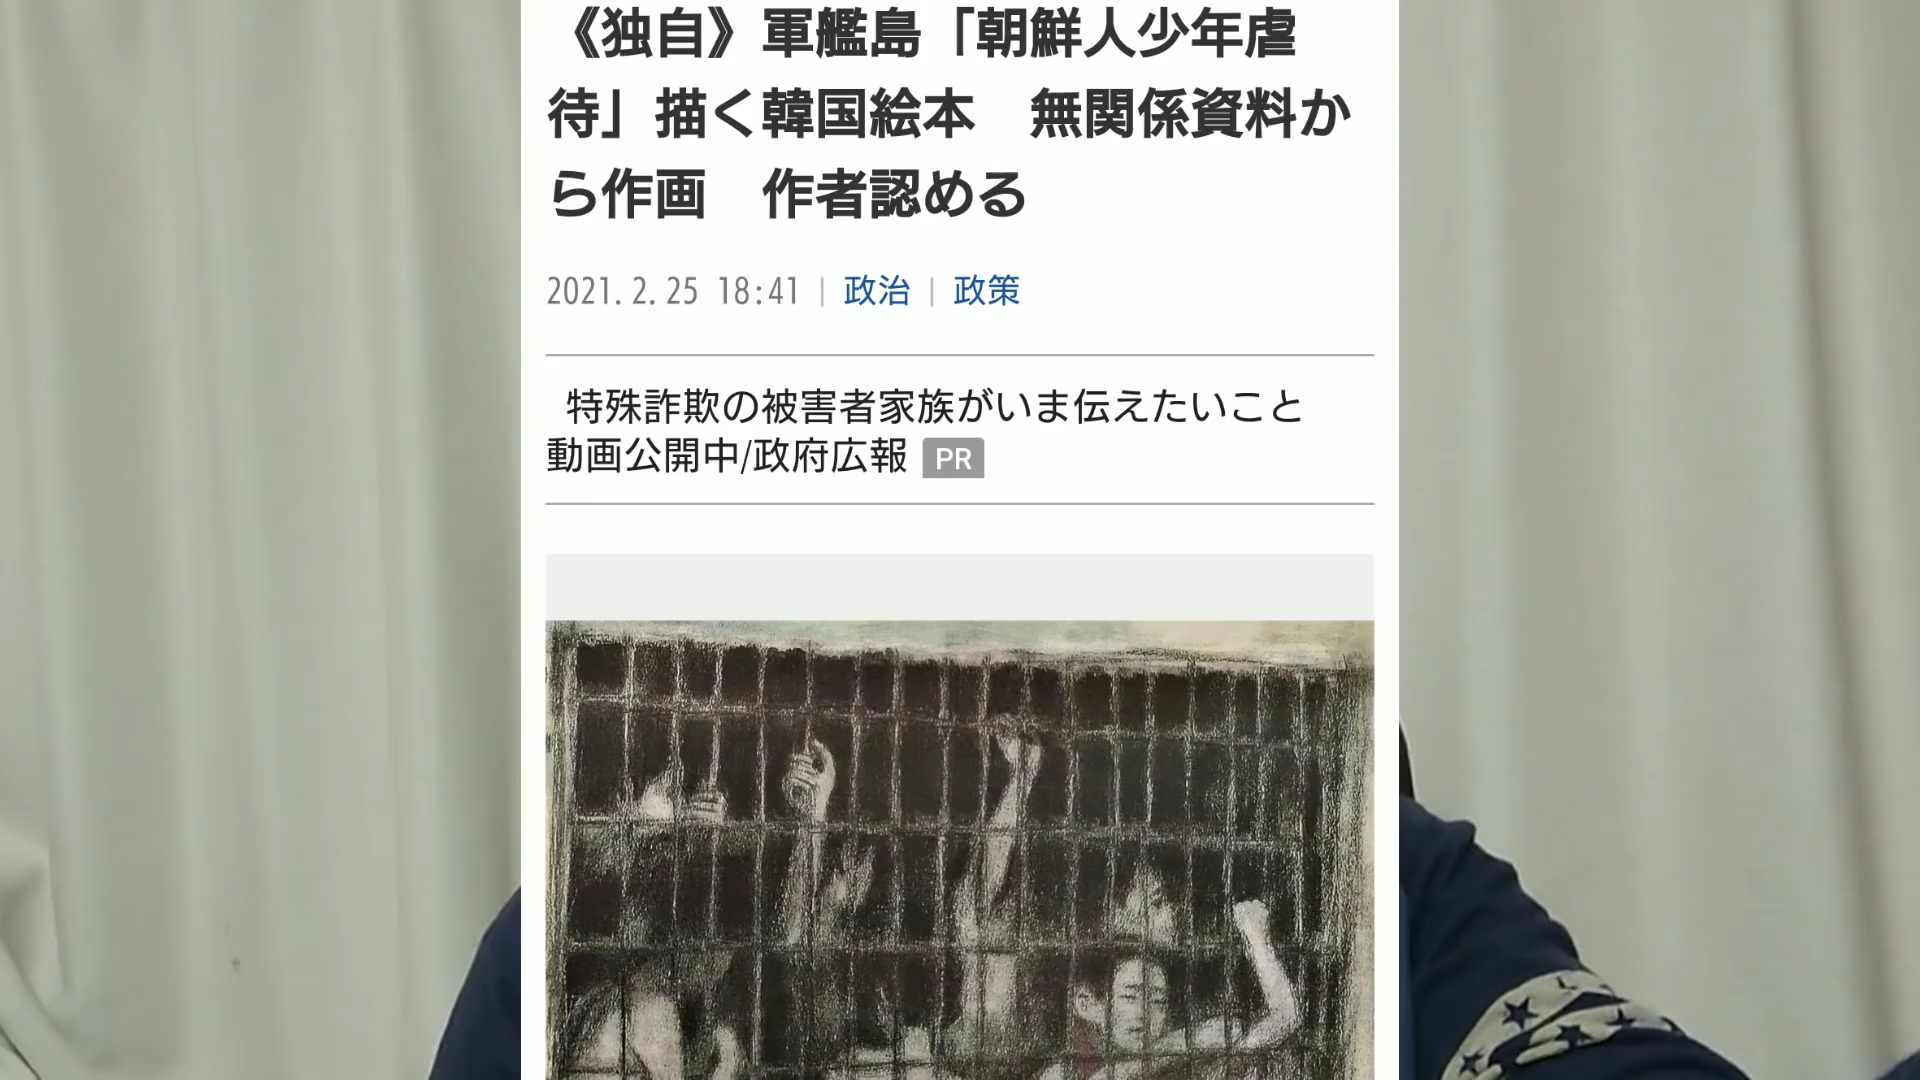 《独自》軍艦島「朝鮮人少年虐
待」描く韓国絵本　無関係資料か
ら作画　作者認める
2021.2.25 18:41 | 政治 | 政策
特殊詐欺の被害者家族がいま伝えたいこと
動画公開中/政府広報 PR